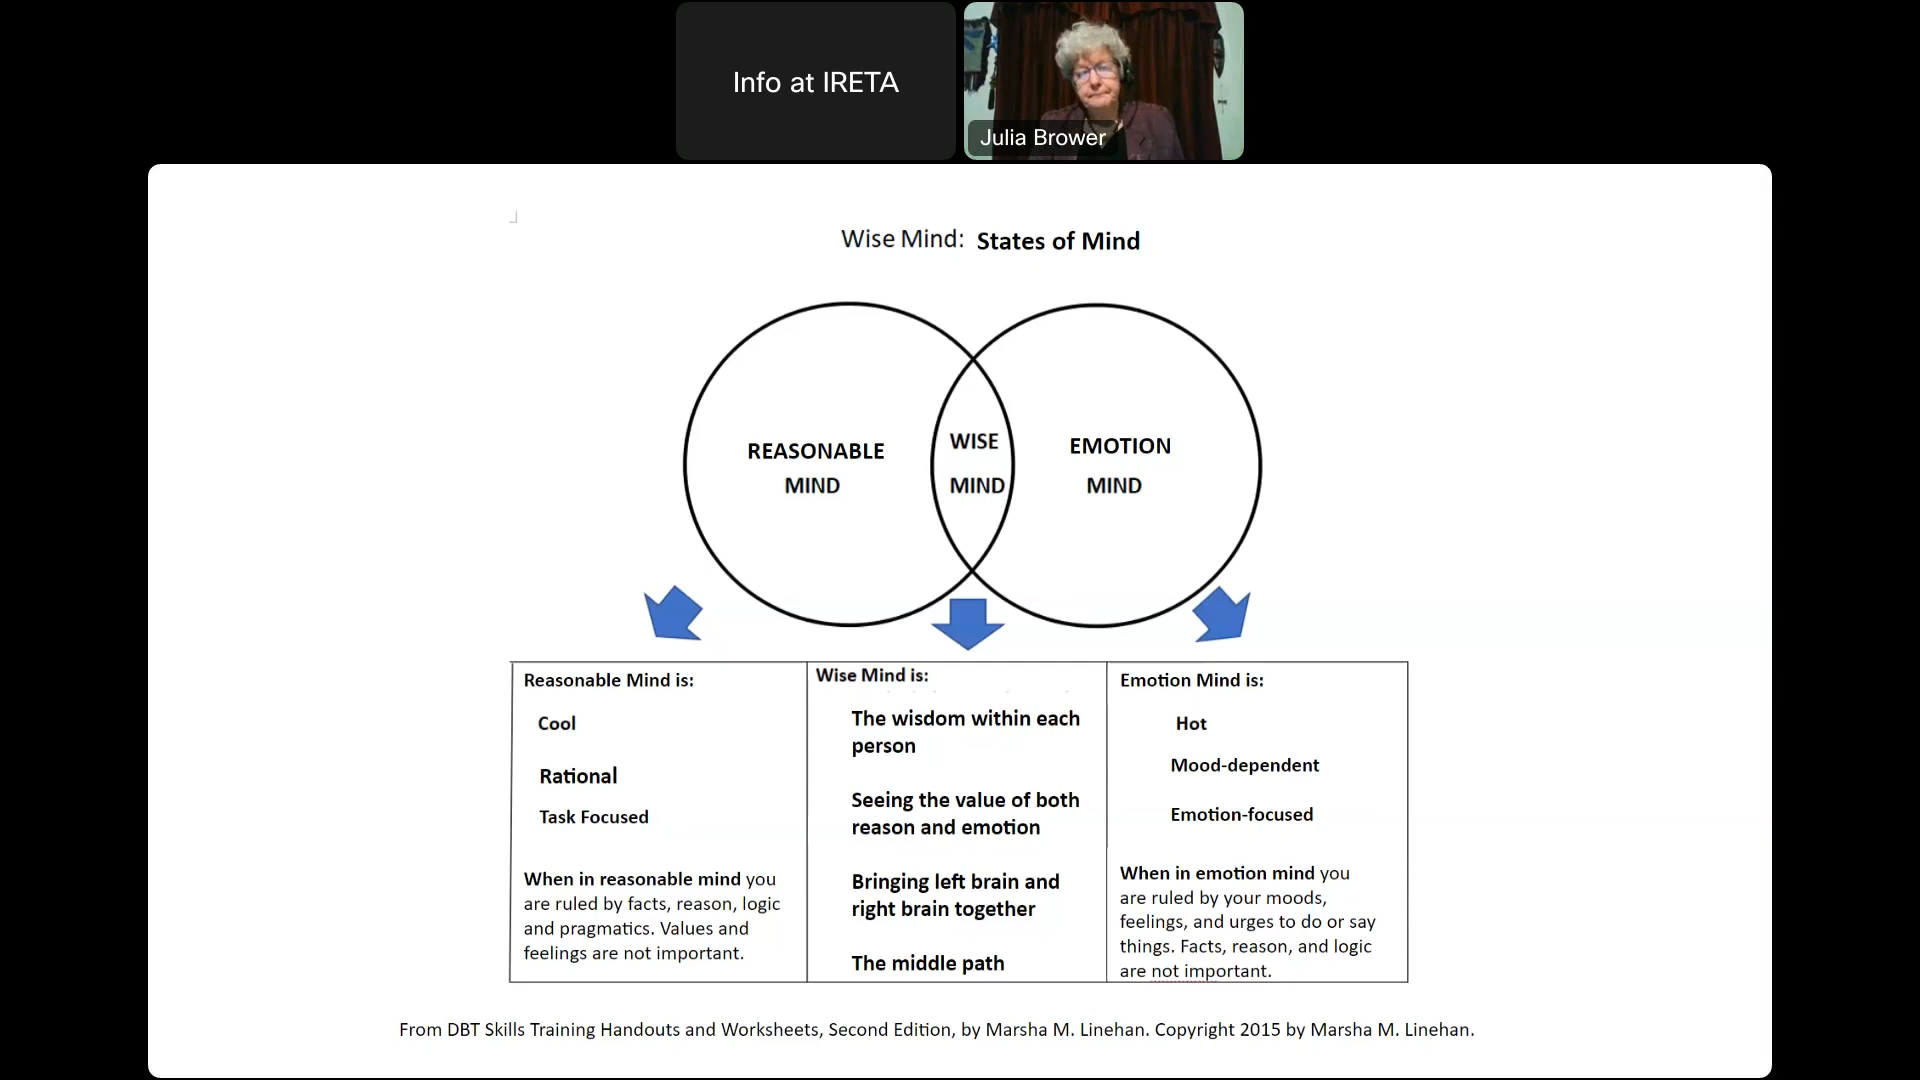 Info at IRETA
Julia Brower
Wise Mind: States of Mind
REASONABLE
MIND
WISE
MIND
EMOTION
MIND
Reasonable Mind is:
Cool
Rational
Task Focused
When in reasonable mind you
are ruled by facts, reason, logic
and pragmatics. Values and
feelings are not important.
Wise Mind is:
The wisdom within each
person
Seeing the value of both
reason and emotion
Bringing left brain and
right brain together
The middle path
Emotion Mind is:
Hot
Mood-dependent
Emotion-focused
When in emotion mind you
are ruled by your moods,
feelings, and urges to do or say
things. Facts, reason, and logic
are not important.
From DBT Skills Training Handouts and Worksheets, Second Edition, by Marsha M. Linehan. Copyright 2015 by Marsha M. Linehan.